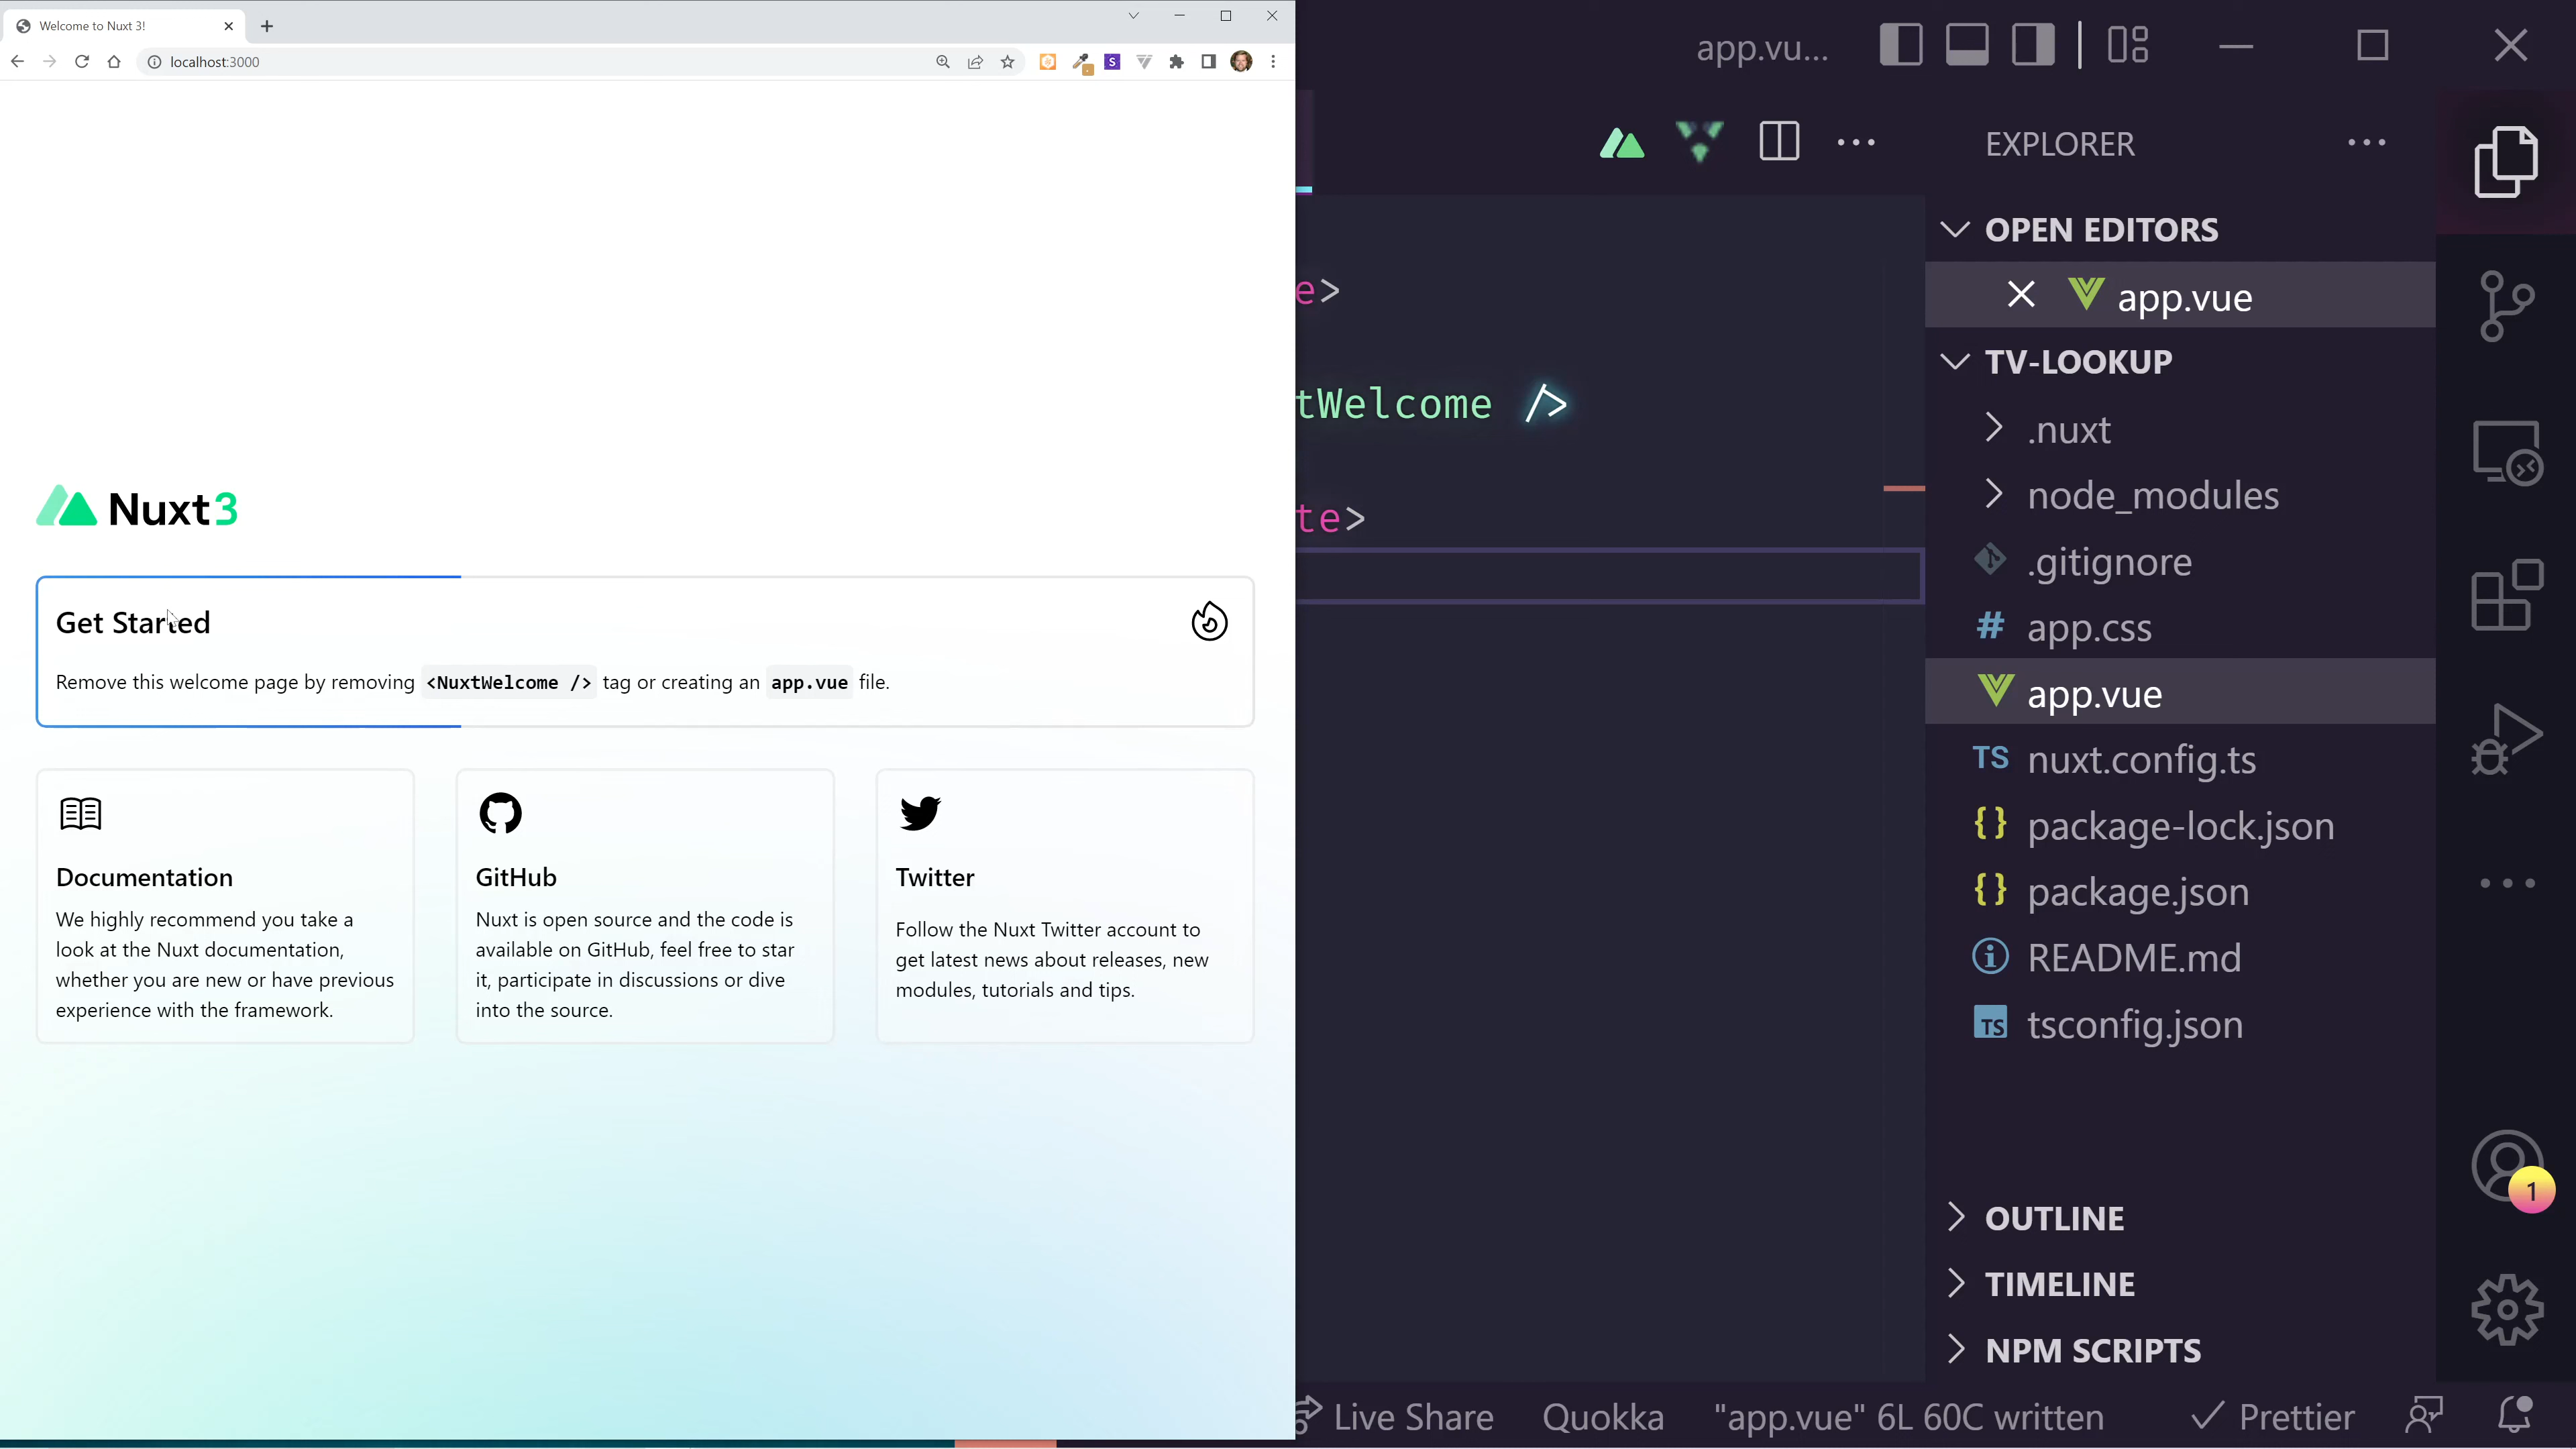 Welcome to Nuxt 3!
localhost:3000
Nuxt 3
Get Started
Remove this welcome page by removing <NuxtWelcome /> tag or creating an app.vue file.
Documentation
We highly recommend you take a
look at the Nuxt documentation,
whether you are new or have previous
experience with the framework.
GitHub
Nuxt is open source and the code is
available on GitHub, feel free to star
it, participate in discussions or dive
into the source.
Twitter
Follow the Nuxt Twitter account to
get latest news about releases, new
modules, tutorials and tips.
app.vu...
e>
tWelcome />
te>
EXPLORER
OPEN EDITORS
app.vue
TV-LOOKUP
.nuxt
node_modules
.gitignore
# app.css
app.vue
TS nuxt.config.ts
{} package-lock.json
{} package.json
README.md
TS tsconfig.json
1
OUTLINE
TIMELINE
NPM SCRIPTS
Live Share Quokka "app.vue" 6L 60C written Prettier